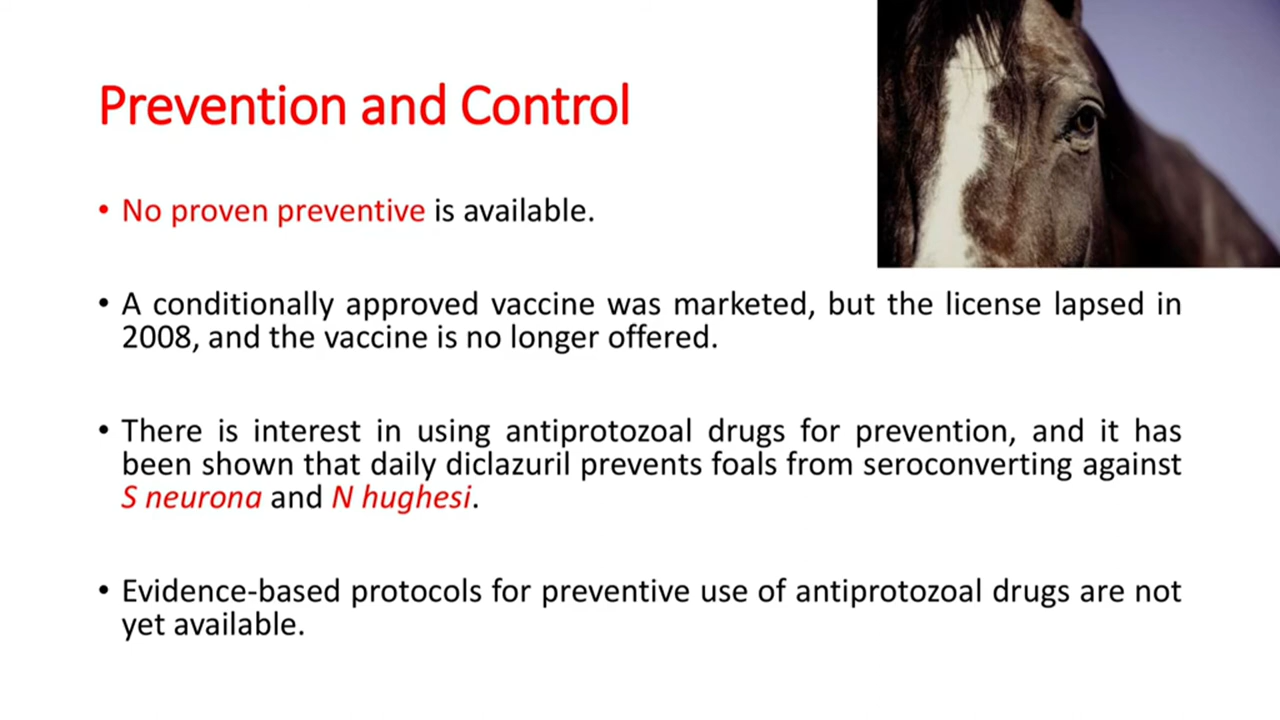 Prevention and Control
• No proven preventive is available.
• A conditionally approved vaccine was marketed, but the license lapsed in
2008, and the vaccine is no longer offered.
• There is interest in using antiprotozoal drugs for prevention, and it has
been shown that daily diclazuril prevents foals from seroconverting against
S neurona and N hughesi.
• Evidence-based protocols for preventive use of antiprotozoal drugs are not
yet available.